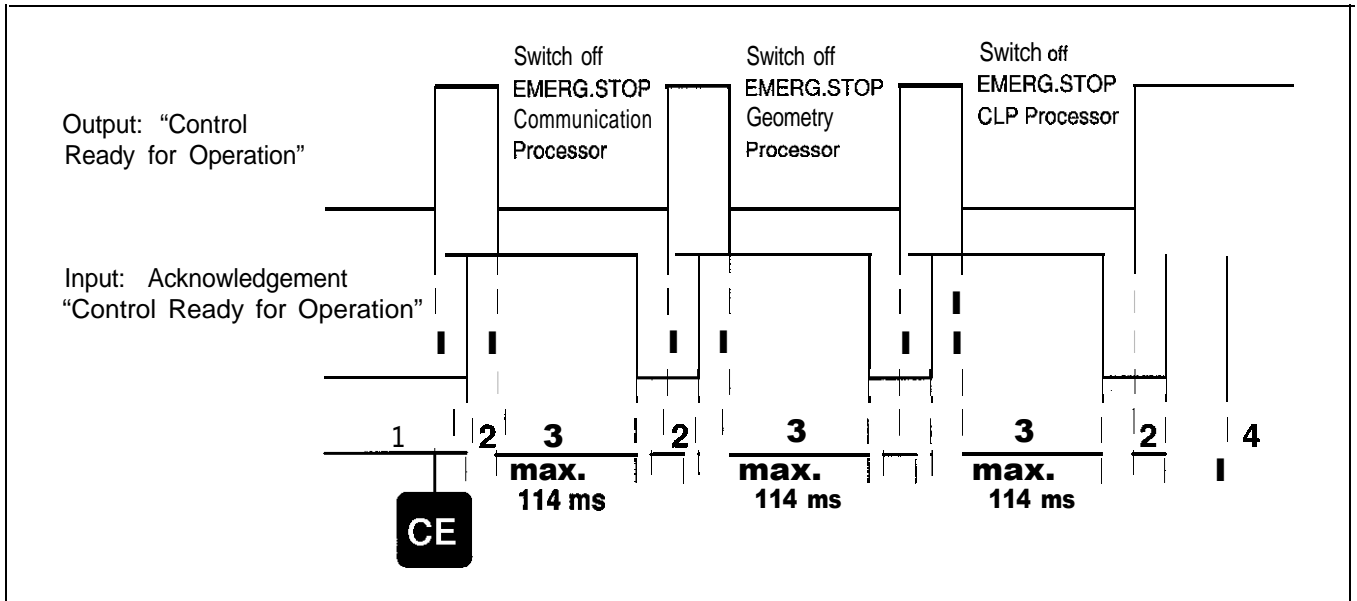 Switch off
EMERG.STOP
Communication
Processor
Switch off
EMERG.STOP
Geometry
Processor
Switch off
EMERG.STOP
CLP Processor
Output: “Control
Ready for Operation”
Input: Acknowledgement
“Control Ready for Operation”
1 2 3 2 3 3 2 4
max.
114 ms
max.
114 ms
max.
114 ms
CE